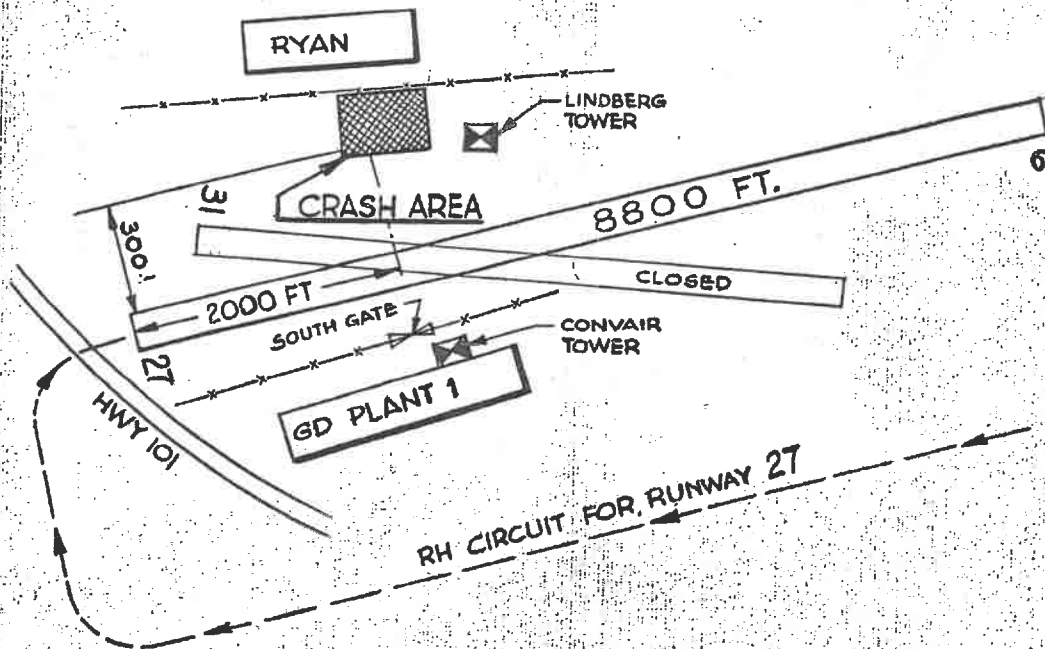 RYAN
LINDBERG
TOWER
CRASH AREA
31
300'
8800 FT.
2000 FT
CLOSED
SOUTH GATE
CONVAIR
TOWER
27
HWY 101
GD PLANT 1
RH CIRCUIT FOR RUNWAY 27